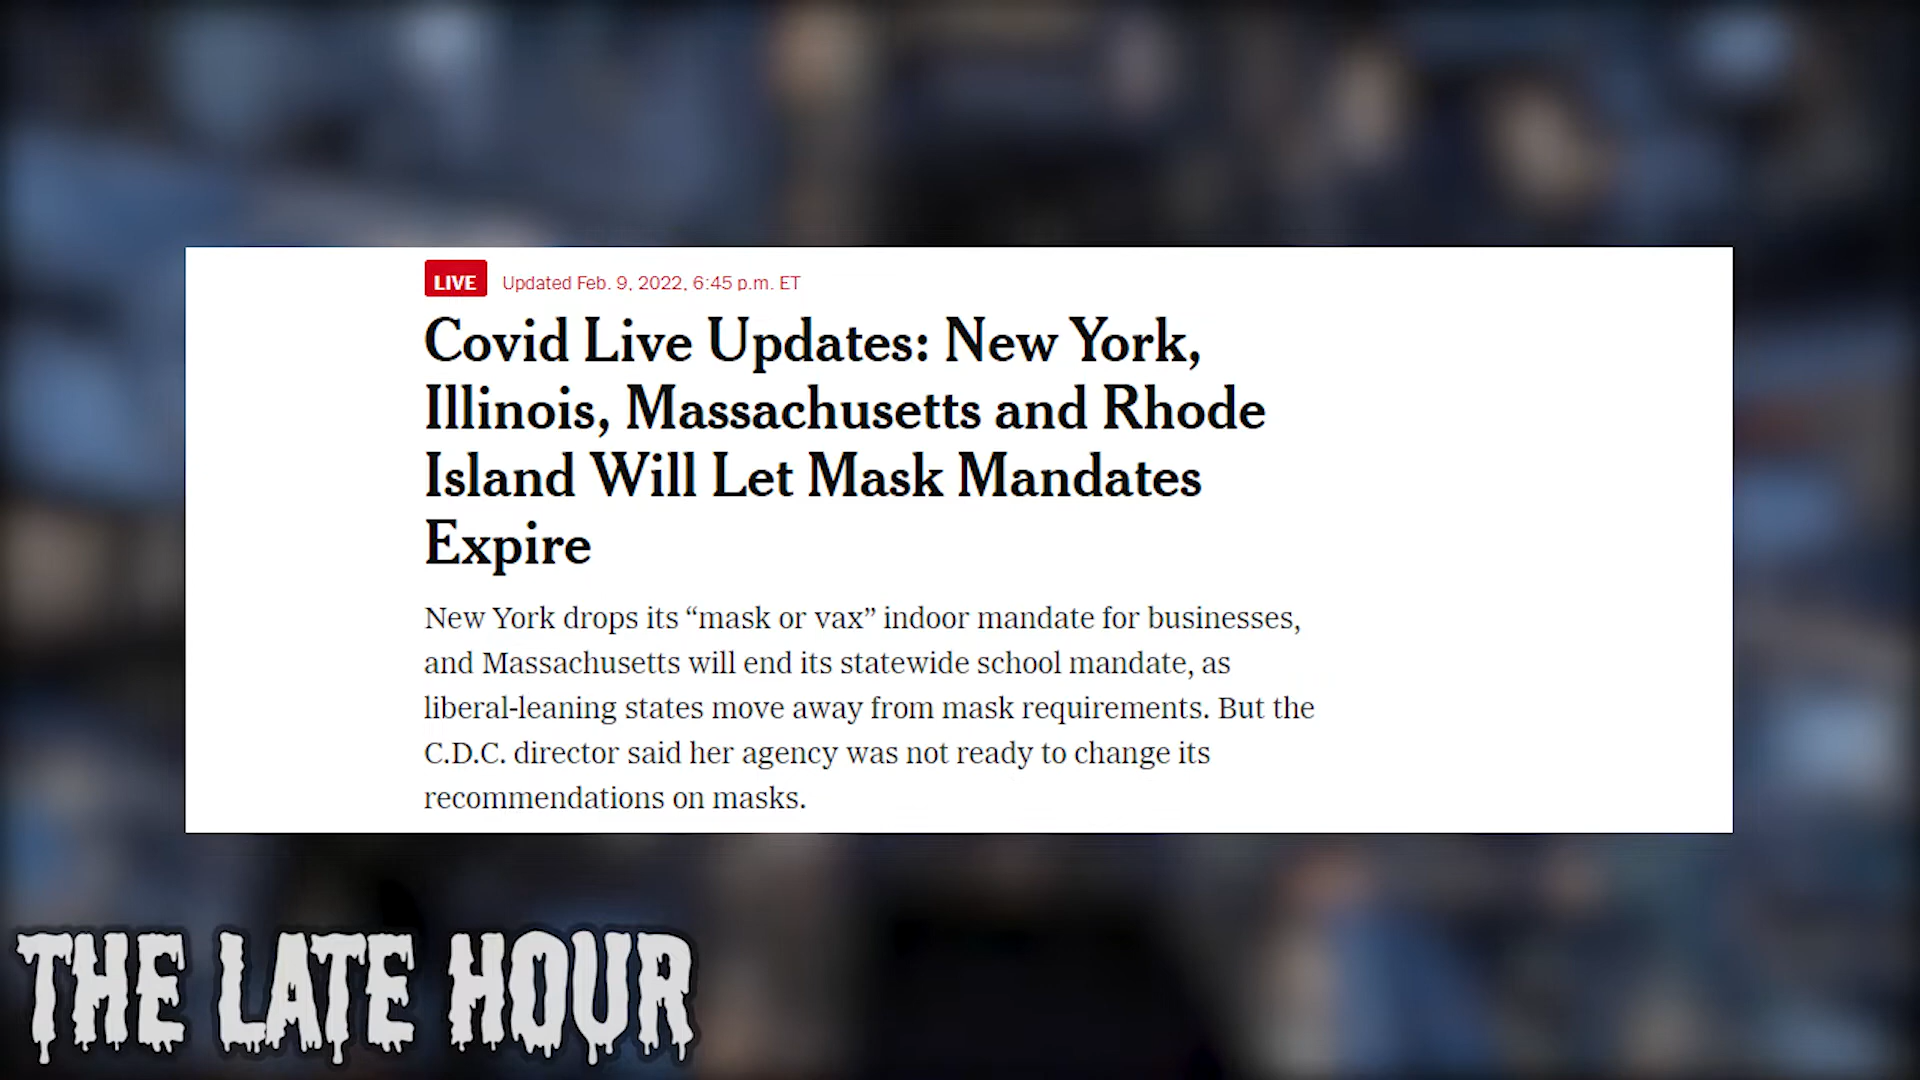 LIVE Updated Feb. 9, 2022, 6:45 p.m. ET
Covid Live Updates: New York,
Illinois, Massachusetts and Rhode
Island Will Let Mask Mandates
Expire
New York drops its “mask or vax” indoor mandate for businesses,
and Massachusetts will end its statewide school mandate, as
liberal-leaning states move away from mask requirements. But the
C.D.C. director said her agency was not ready to change its
recommendations on masks.
THE LATE HOUR